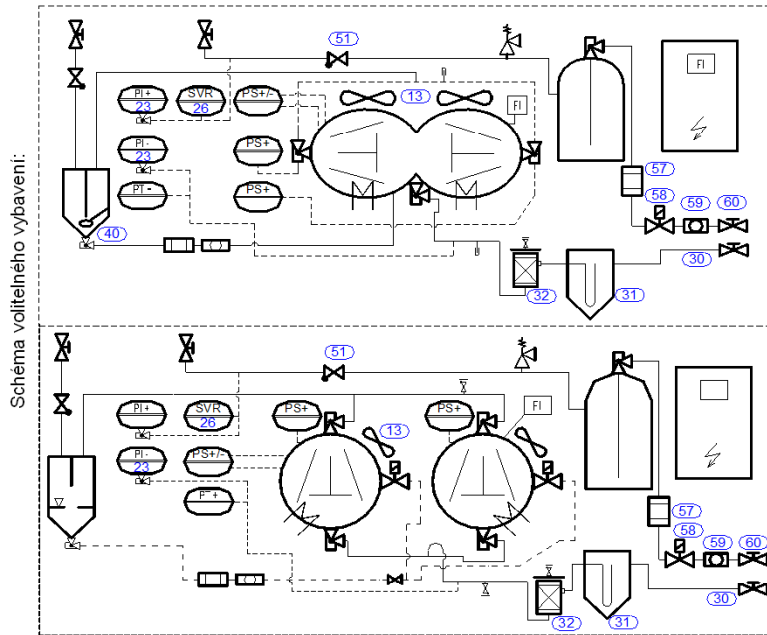 Schéma volitelného vybavení:
51
PI+
23
SVR
26
PS+/-
13
FI
FI
PI-
23
PS+
57
PT -
PS+
58
59
60
40
30
32
31
51
PI+
SVR
26
PS+
PS+
FI
13
PI-
23
PS+/-
57
58
59
60
30
32
31